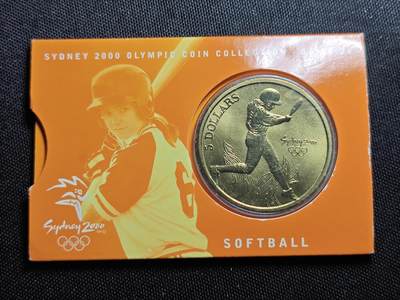 SYDNEY 2000 OLYMPIC COIN COLLECTION
5 DOLLARS
Sydney 2000
Sydney 2000
SOFTBALL